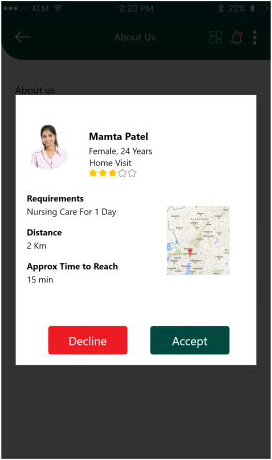 KLM 2:23 PM 22%
About Us
About us
Mamta Patel
Female, 24 Years
Home Visit
Requirements
Nursing Care For 1 Day
Distance
2 Km
Approx Time to Reach
15 min
Decline
Accept